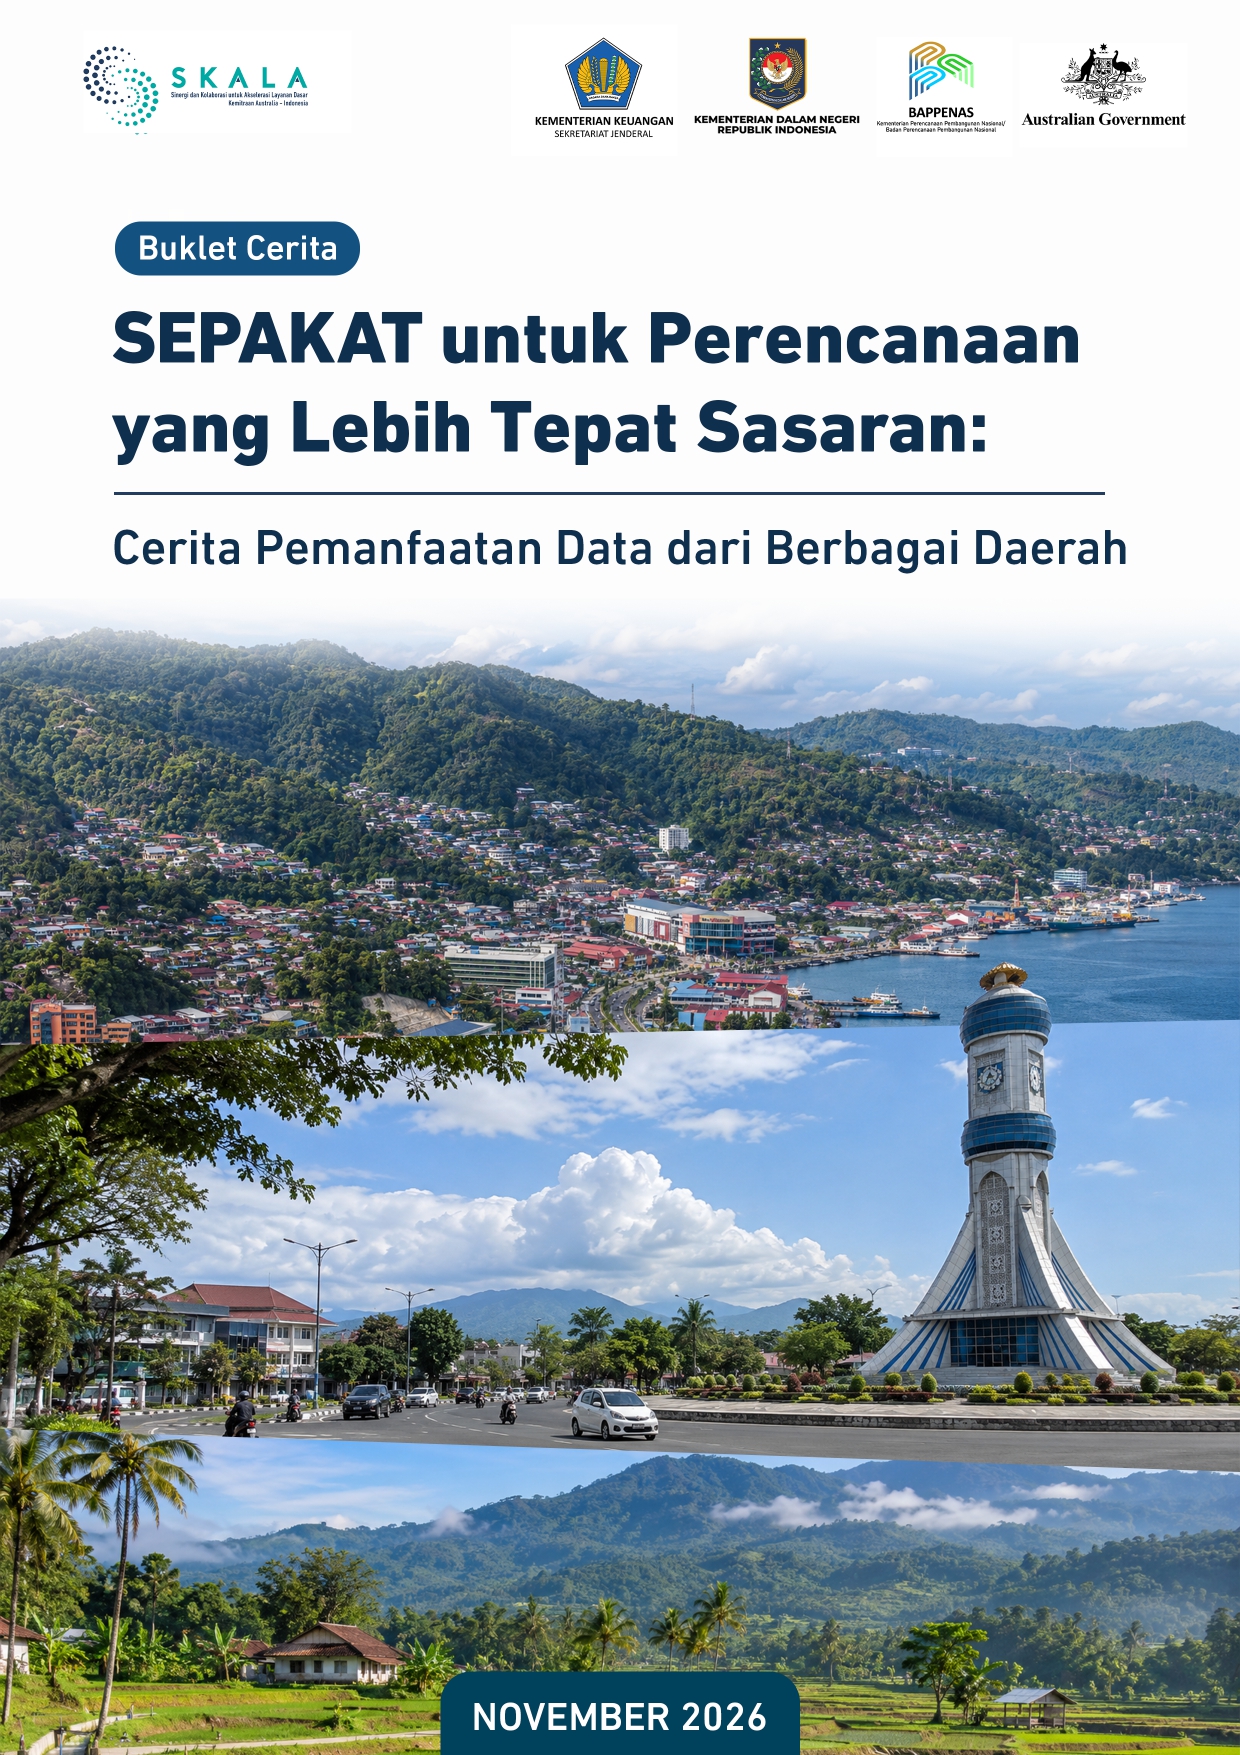 SKALA
Sinergi dan Kolaborasi untuk Akselerasi Layanan Dasar
Kemitraan Australia - Indonesia
KEMENTERIAN KEUANGAN
SEKRETARIAT JENDERAL
KEMENTERIAN DALAM NEGERI
REPUBLIK INDONESIA
BAPPENAS
Kementerian Perencanaan Pembangunan Nasional/
Badan Perencanaan Pembangunan Nasional
Australian Government
Buklet Cerita
SEPAKAT untuk Perencanaan
yang Lebih Tepat Sasaran:
Cerita Pemanfaatan Data dari Berbagai Daerah
NOVEMBER 2026